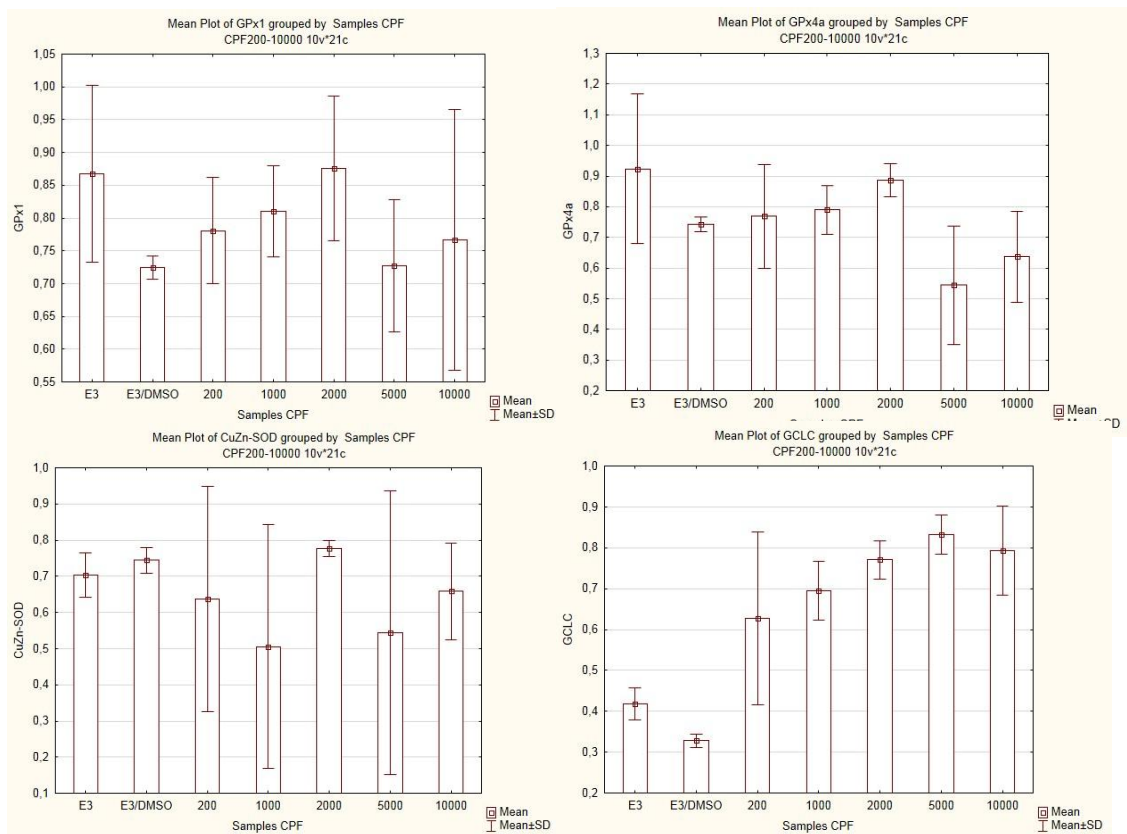 Mean Plot of GPx1 grouped by Samples CPF
CPF200-10000 10v*21c
1,05
1,00
0,95
0,90
0,85
0,80
0,75
0,70
0,65
0,60
0,55
GPx1
E3 E3/DMSO 200 1000 2000 5000 10000
Samples CPF
Mean
Mean±SD
Mean Plot of GPx4a grouped by Samples CPF
CPF200-10000 10v*21c
1,3
1,2
1,1
1,0
0,9
0,8
0,7
0,6
0,5
0,4
0,3
0,2
GPx4a
E3 E3/DMSO 200 1000 2000 5000 10000
Samples CPF
Mean
Mean±SD
Mean Plot of CuZn-SOD grouped by Samples CPF
CPF200-10000 10v*21c
1,0
0,9
0,8
0,7
0,6
0,5
0,4
0,3
0,2
0,1
CuZn-SOD
E3 E3/DMSO 200 1000 2000 5000 10000
Samples CPF
Mean
Mean±SD
Mean Plot of GCLC grouped by Samples CPF
CPF200-10000 10v*21c
1,0
0,9
0,8
0,7
0,6
0,5
0,4
0,3
0,2
GCLC
E3 E3/DMSO 200 1000 2000 5000 10000
Samples CPF
Mean
Mean±SD